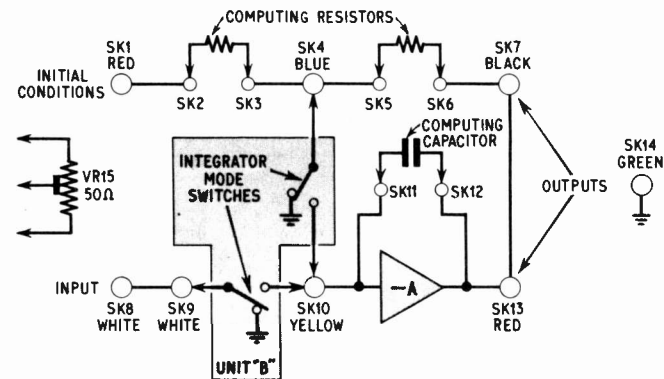 COMPUTING RESISTORS
SK1
RED
SK4
BLUE
SK7
BLACK
INITIAL
CONDITIONS
SK2
SK3
SK5
SK6
COMPUTING
CAPACITOR
SK14
GREEN
VR15
50Ω
INTEGRATOR
MODE
SWITCHES
SK11
SK12
OUTPUTS
INPUT
-A
SK8
WHITE
SK9
WHITE
SK10
YELLOW
SK13
RED
UNIT "B"